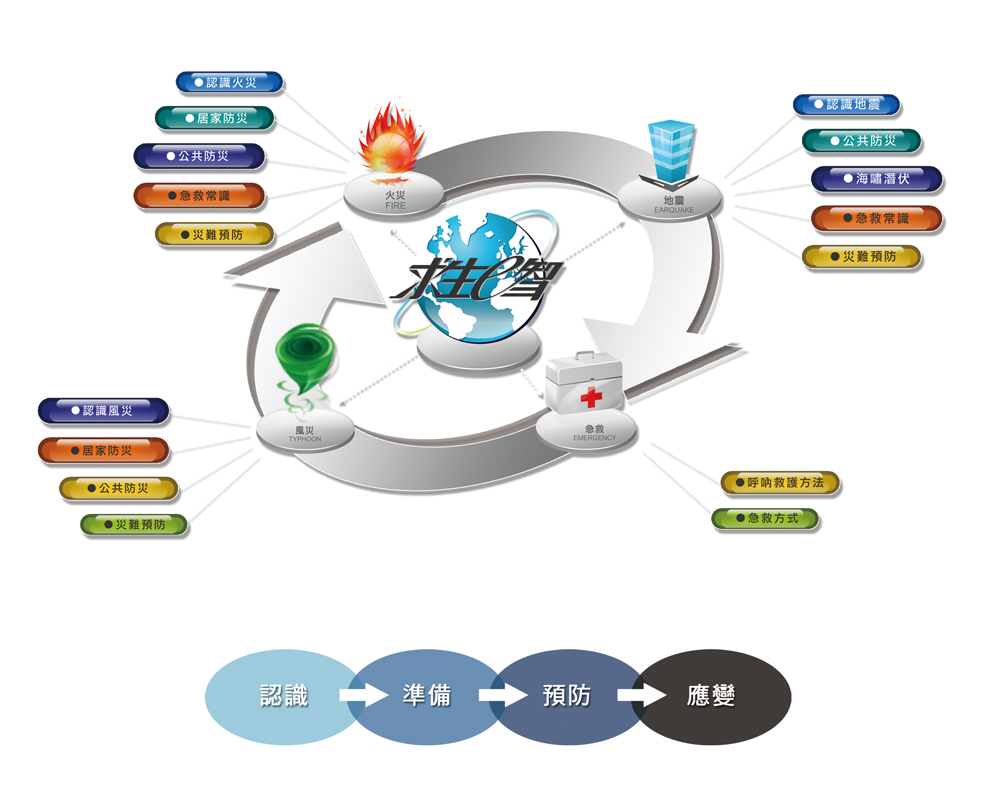 ●認識火災
●居家防災
●公共防災
●急救常識
●災難預防
火災
FIRE
地震
EARQUAKE
●認識地震
●公共防災
●海嘯潛伏
●急救常識
●災難預防
求生e智
風災
TYPHOON
急救
EMERGENCY
●認識風災
●居家防災
●公共防災
●災難預防
●呼吶救護方法
●急救方式
認識
準備
預防
應變